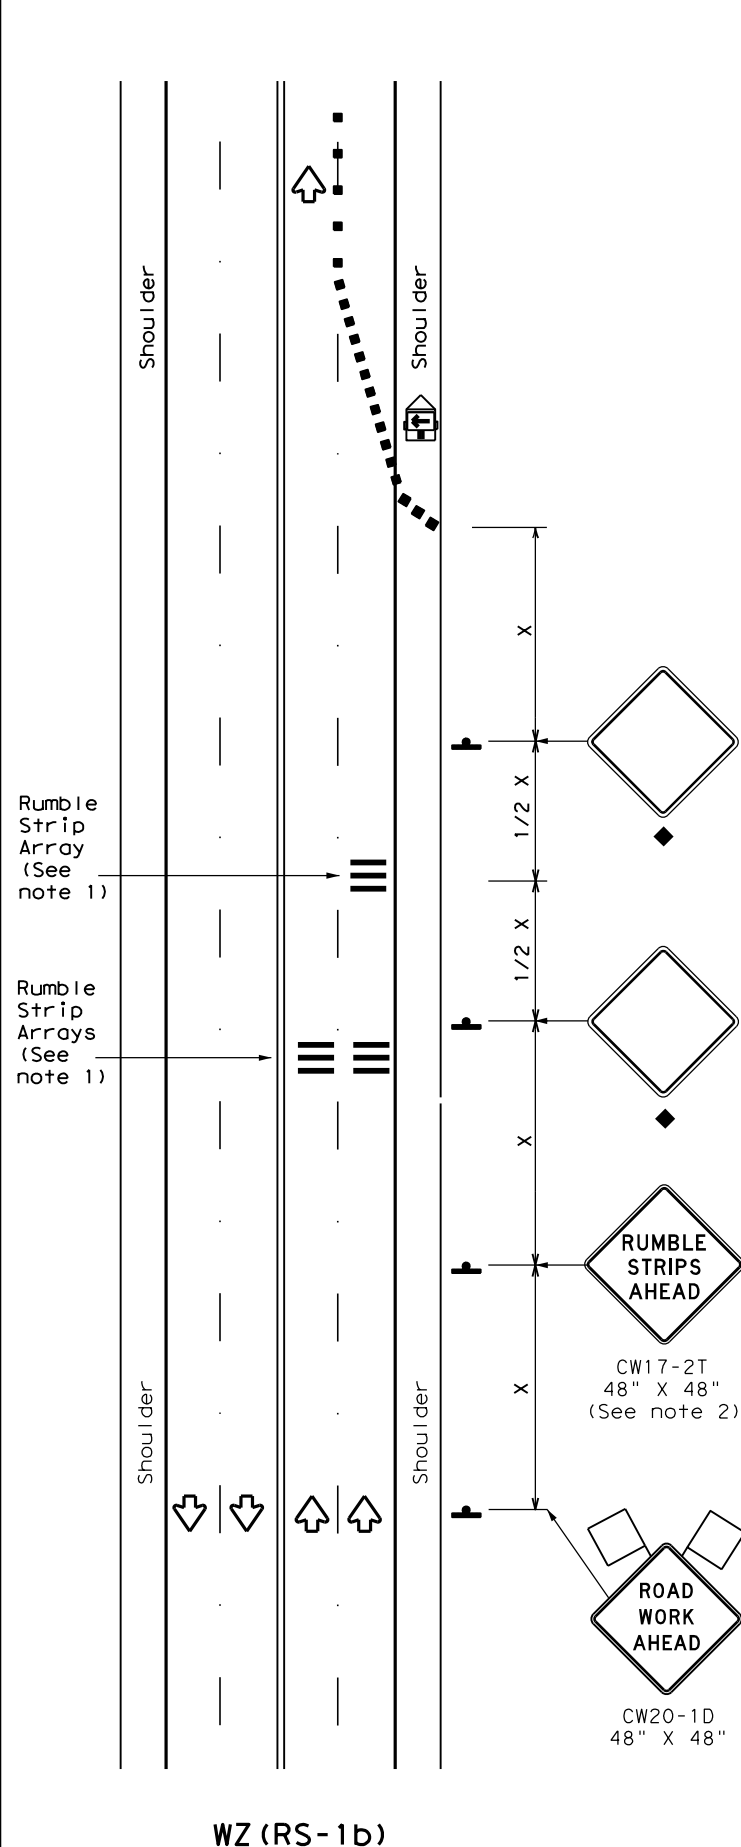 Shoulder
Shoulder
X
1/2 X
Rumble
Strip
Array
(See
note 1)
1/2 X
Rumble
Strip
Arrays
(See
note 1)
X
RUMBLE
STRIPS
AHEAD
CW17-2T
48" X 48"
(See note 2)
X
Shoulder
Shoulder
ROAD
WORK
AHEAD
CW20-1D
48" X 48"
WZ(RS-1b)